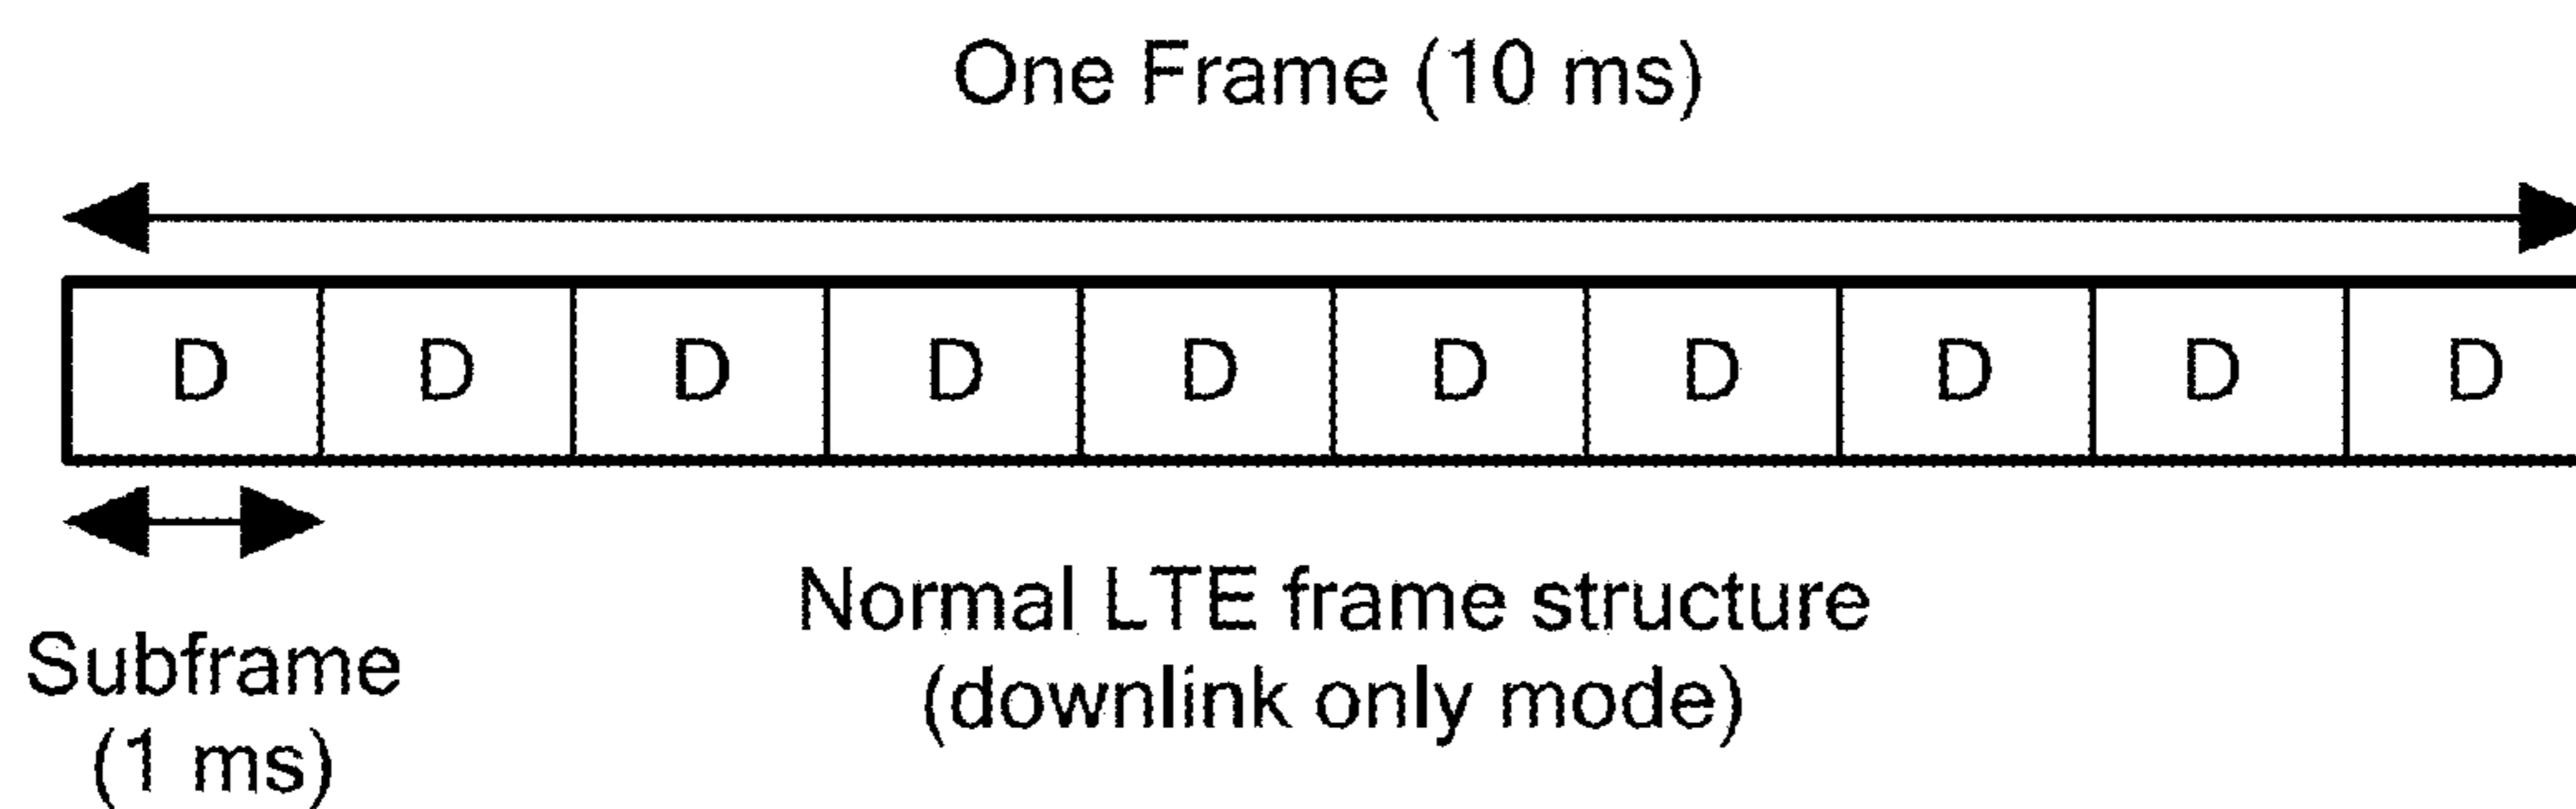 One Frame (10 ms)
D D D D D D D D D D
Subframe
(1 ms)
Normal LTE frame structure
(downlink only mode)